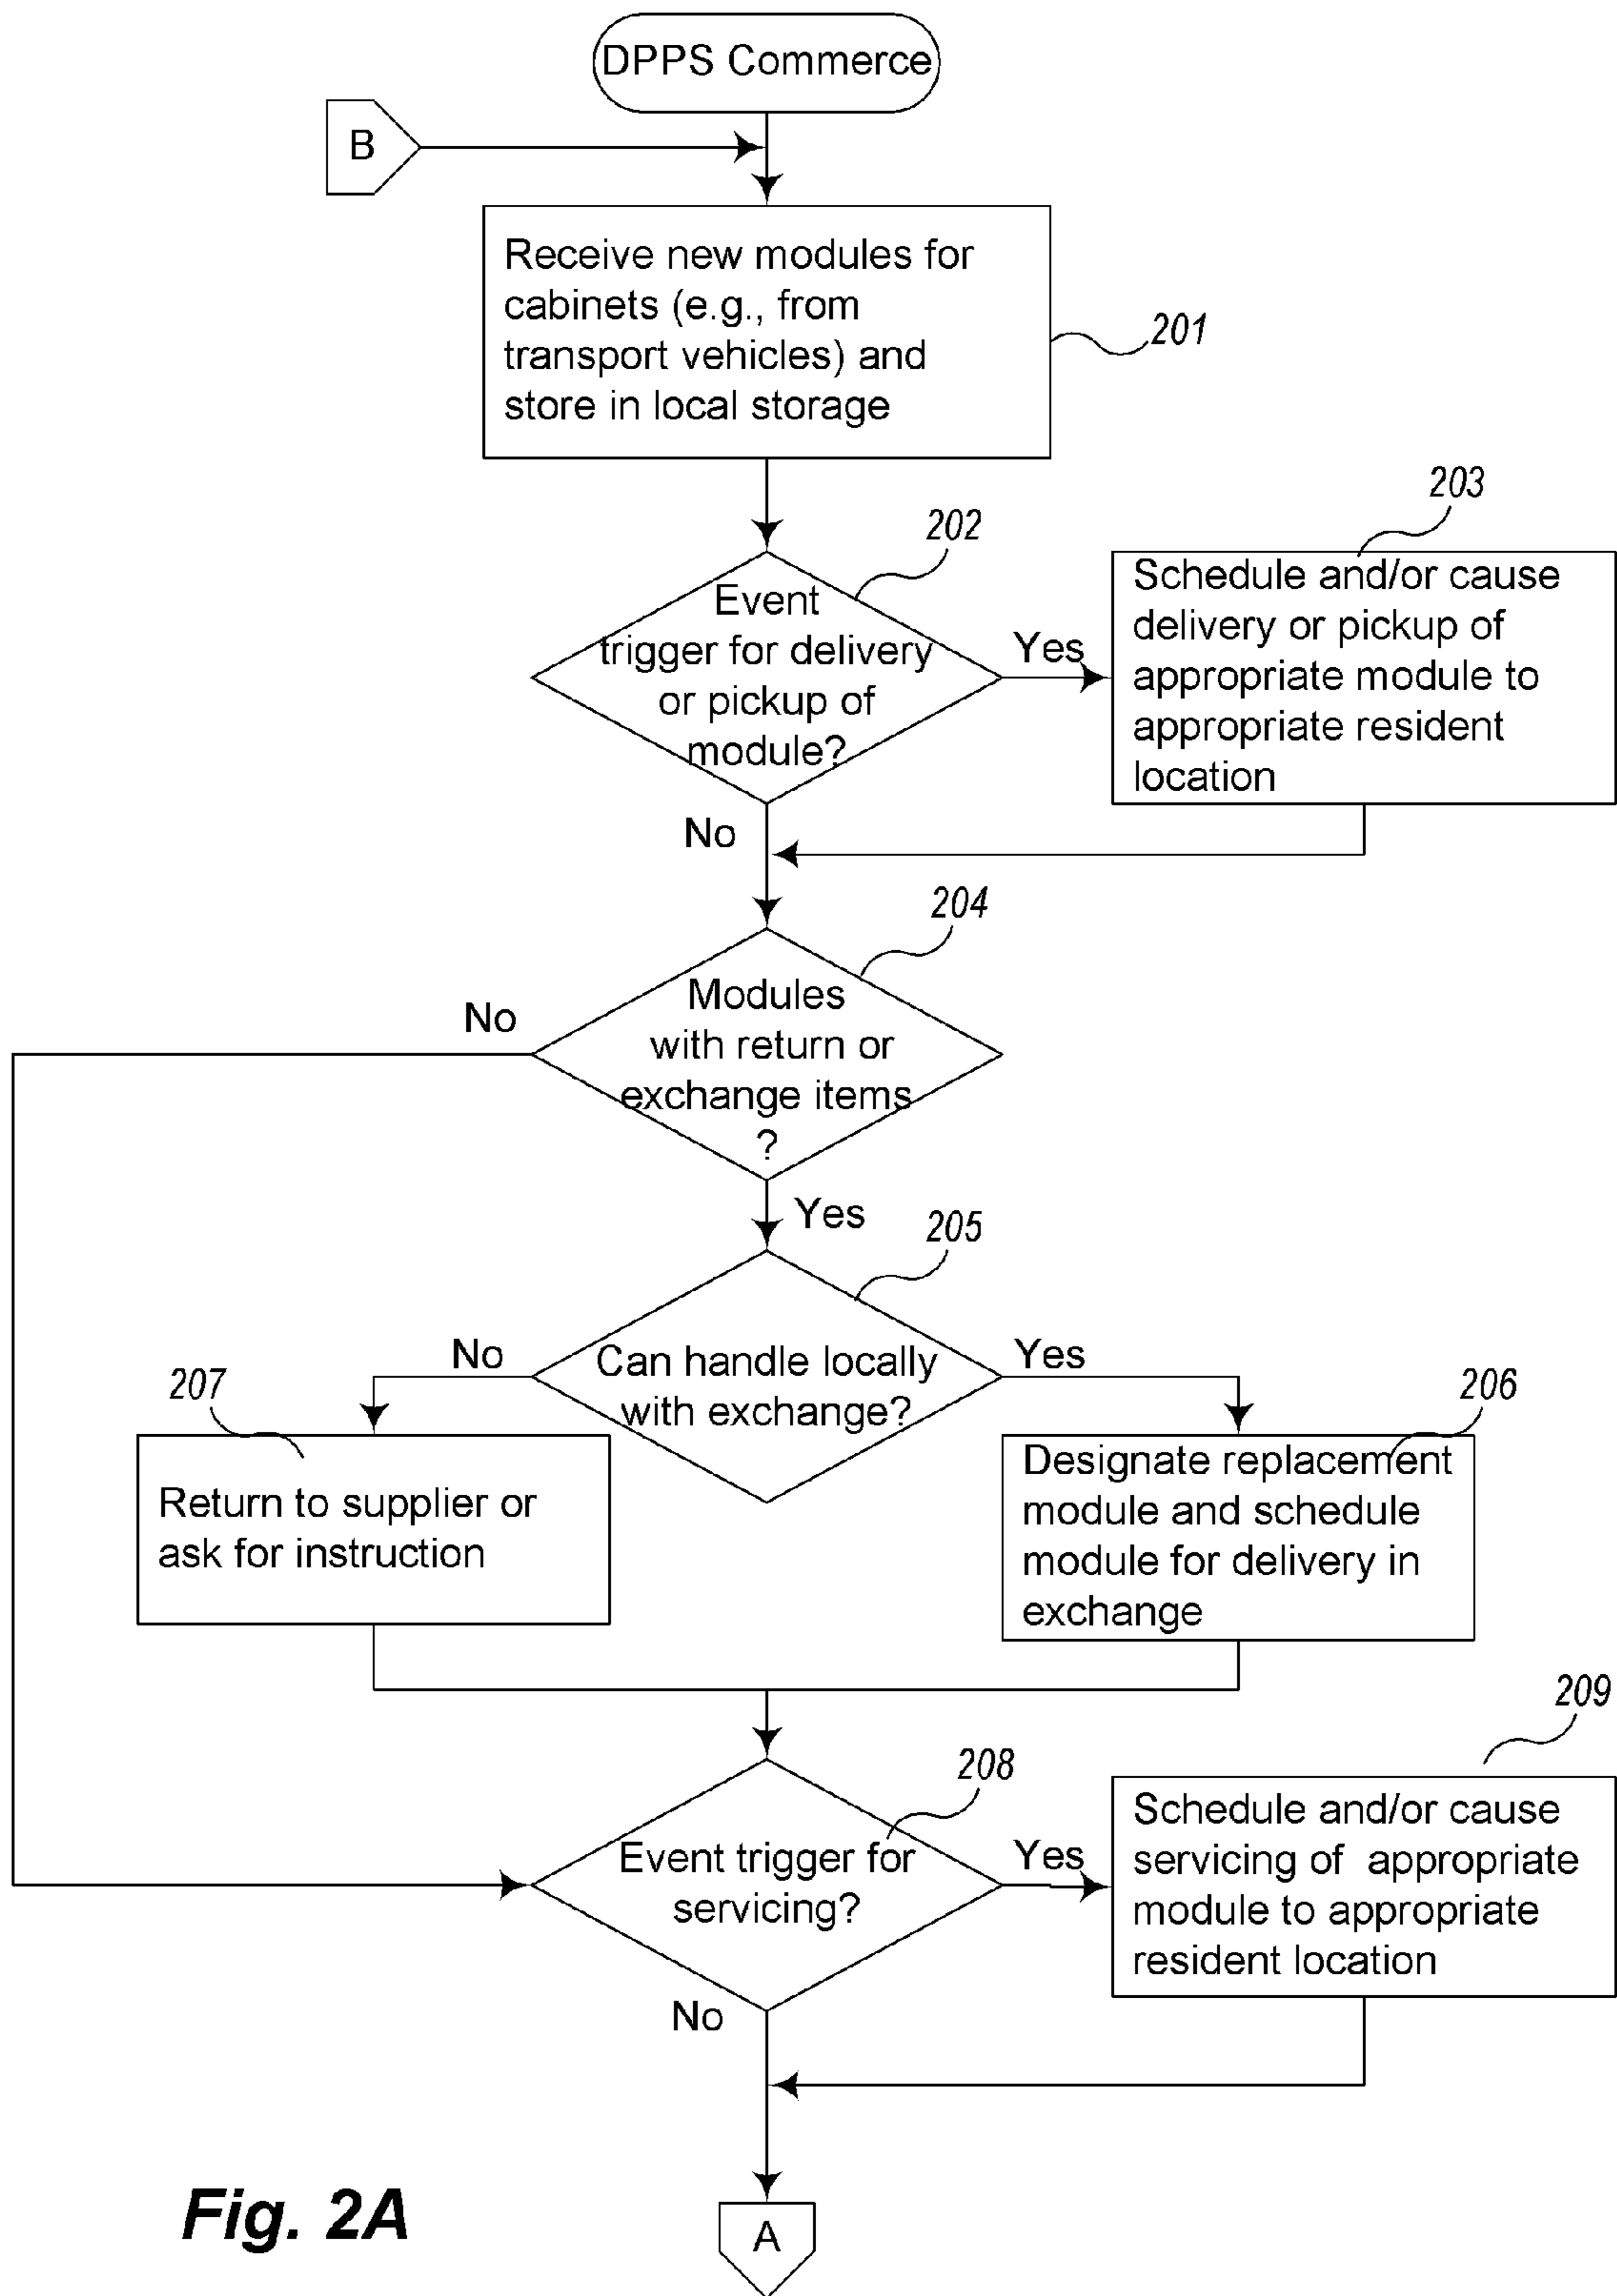 DPPS Commerce
B
Receive new modules for
cabinets (e.g., from
transport vehicles) and
store in local storage
201
202
Event
trigger for delivery
or pickup of
module?
Yes
203
Schedule and/or cause
delivery or pickup of
appropriate module to
appropriate resident
location
No
204
Modules
with return or
exchange items
?
No
Yes
205
Can handle locally
with exchange?
No
Yes
207
Return to supplier or
ask for instruction
206
Designate replacement
module and schedule
module for delivery in
exchange
208
Event trigger for
servicing?
Yes
209
Schedule and/or cause
servicing of appropriate
module to appropriate
resident location
No
A
Fig. 2A